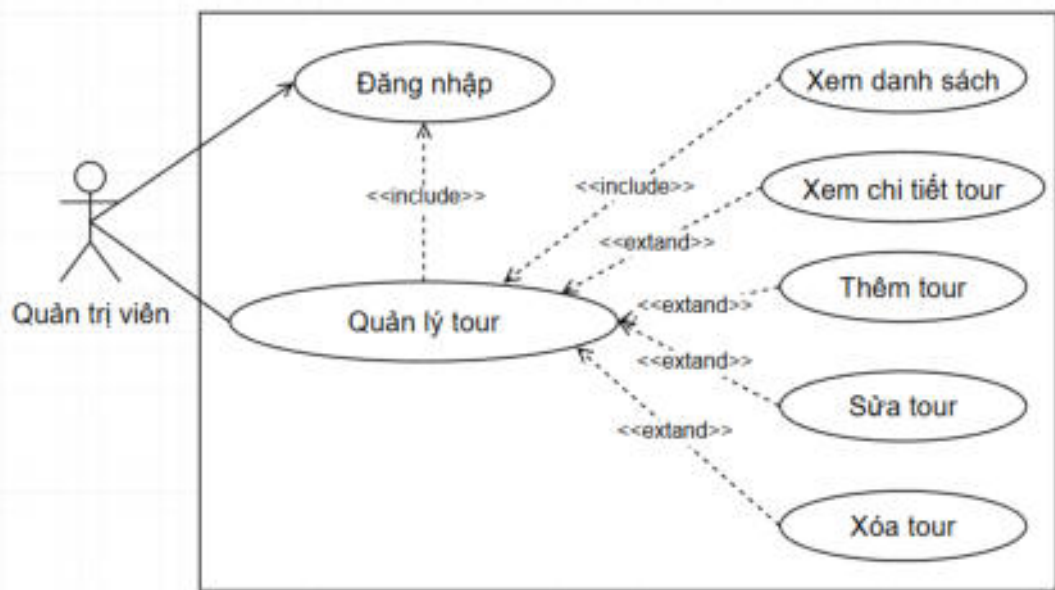 Đăng nhập
Xem danh sách
<<include>>
<<include>>
Xem chi tiết tour
<<extand>>
Quản trị viên
Quản lý tour
<<extand>>
Thêm tour
<<extand>>
Sửa tour
<<extand>>
Xóa tour